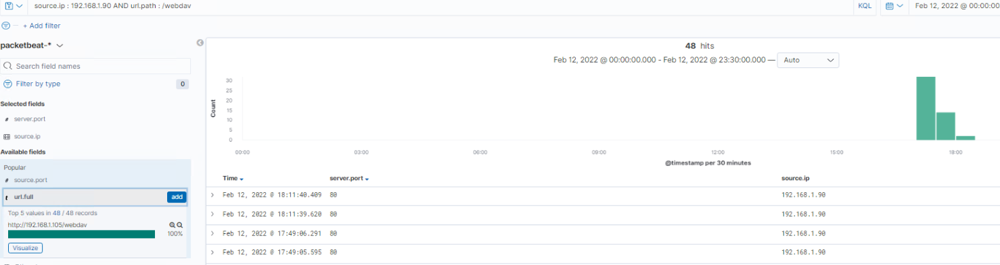 source.ip : 192.168.1.90 AND url.path : /webdav
KQL
Feb 12, 2022 @ 00:00:00
+ Add filter
packetbeat-*
Search field names
Filter by type
0
Selected fields
# server.port
source.ip
Available fields
Popular
# source.port
t url.full
add
Top 5 values in 48 / 48 records
http://192.168.1.105/webdav
100%
Visualize
48 hits
Feb 12, 2022 @ 00:00:00.000 - Feb 12, 2022 @ 23:30:00.000 —
Auto
Count
30
25
20
15
10
5
0
00:00 03:00 06:00 09:00 12:00 15:00 18:00
@timestamp per 30 minutes
Time server.port source.ip
Feb 12, 2022 @ 18:11:40.409 80 192.168.1.90
Feb 12, 2022 @ 18:11:39.620 80 192.168.1.90
Feb 12, 2022 @ 17:49:06.291 80 192.168.1.90
Feb 12, 2022 @ 17:49:05.595 80 192.168.1.90